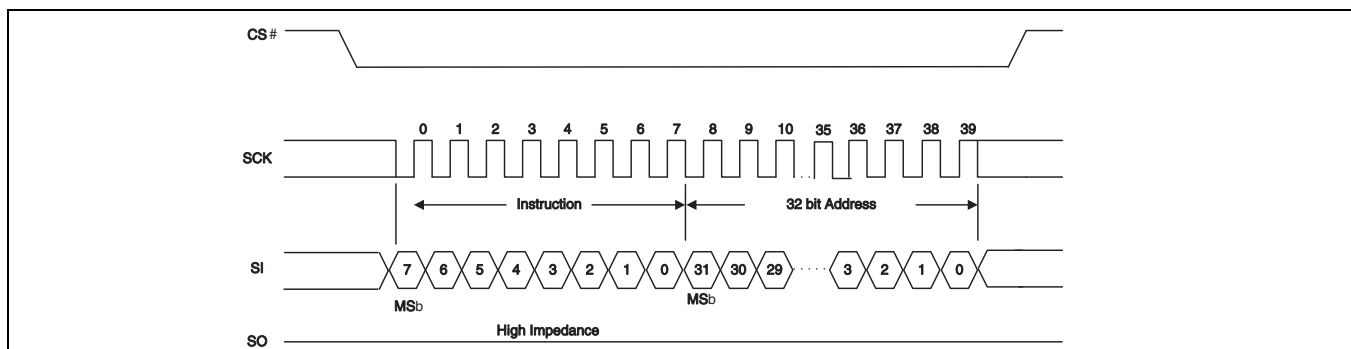 CS#
0 1 2 3 4 5 6 7 8 9 10 35 36 37 38 39
SCK
Instruction 32 bit Address
SI 7 6 5 4 3 2 1 0 31 30 29 3 2 1 0
MSb MSb
High Impedance
SO